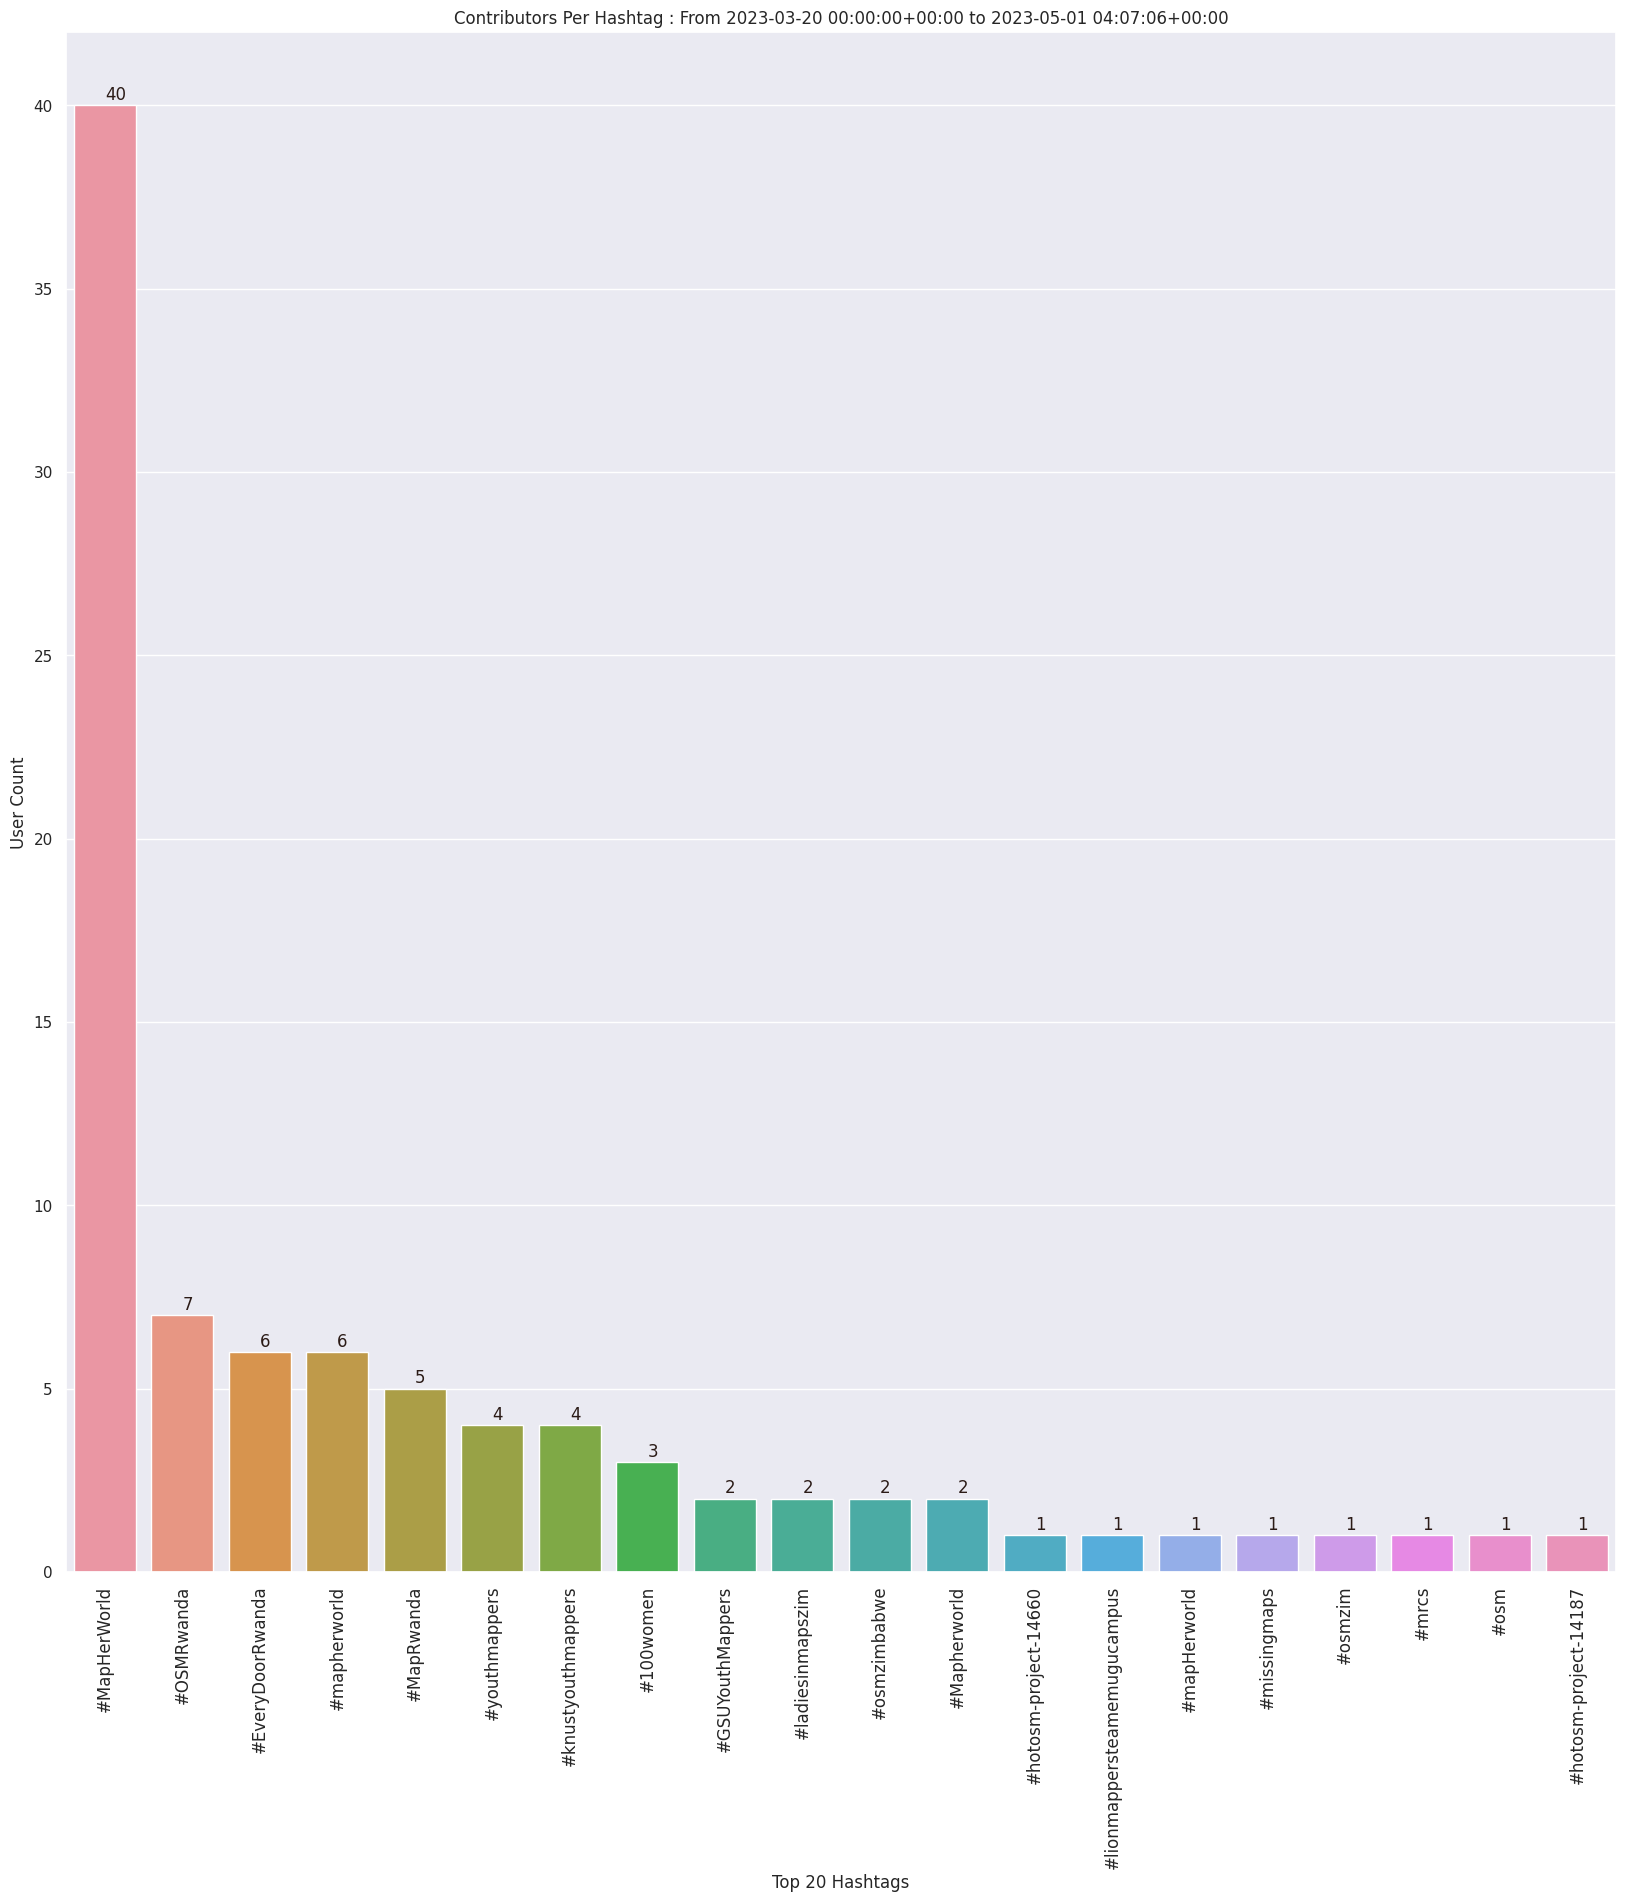 Contributors Per Hashtag : From 2023-03-20 00:00:00+00:00 to 2023-05-01 04:07:06+00:00
User Count
40
35
30
25
20
15
10
5
0
40
7
6
6
5
4
4
3
2
2
2
2
1
1
1
1
1
1
1
1
#MapHerWorld
#OSMRwanda
#EveryDoorRwanda
#mapherworld
#MapRwanda
#youthmappers
#knustyouthmappers
#100women
#GSUYouthMappers
#ladiesinmapszim
#osmzimbabwe
#Mapherworld
#hotosm-project-14660
#lionmappersteamemugucampus
#mapHerworld
#missingmaps
#osmzim
#mrcs
#osm
#hotosm-project-14187
Top 20 Hashtags